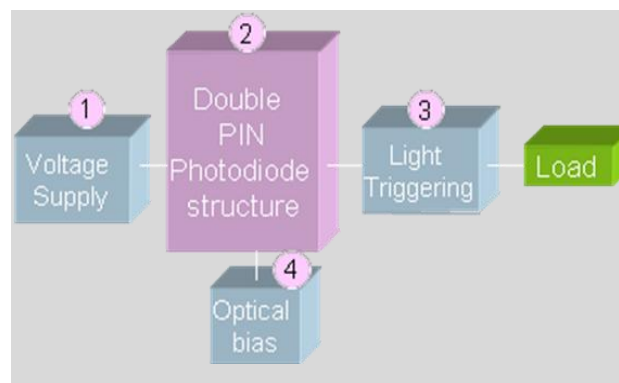 1
Voltage
Supply
2
Double
PIN
Photodiode
structure
3
Light
Triggering
Load
4
Optical
bias